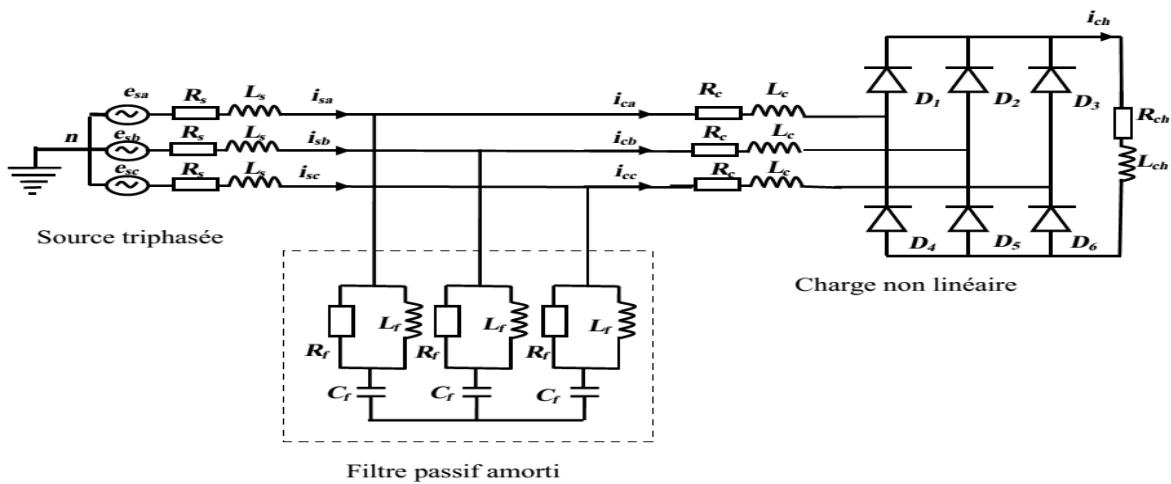 i_ch
e_sa R_s L_s i_sa i_ca R_c L_c D_1 D_2 D_3
R_ch
n e_sb R_s L_s i_sb i_cb R_c L_c
L_ch
e_sc R_s L_s i_sc i_cc R_c L_c
D_4 D_5 D_6
Source triphasée
Charge non linéaire
L_f L_f L_f
R_f R_f R_f
C_f C_f C_f
Filtre passif amorti